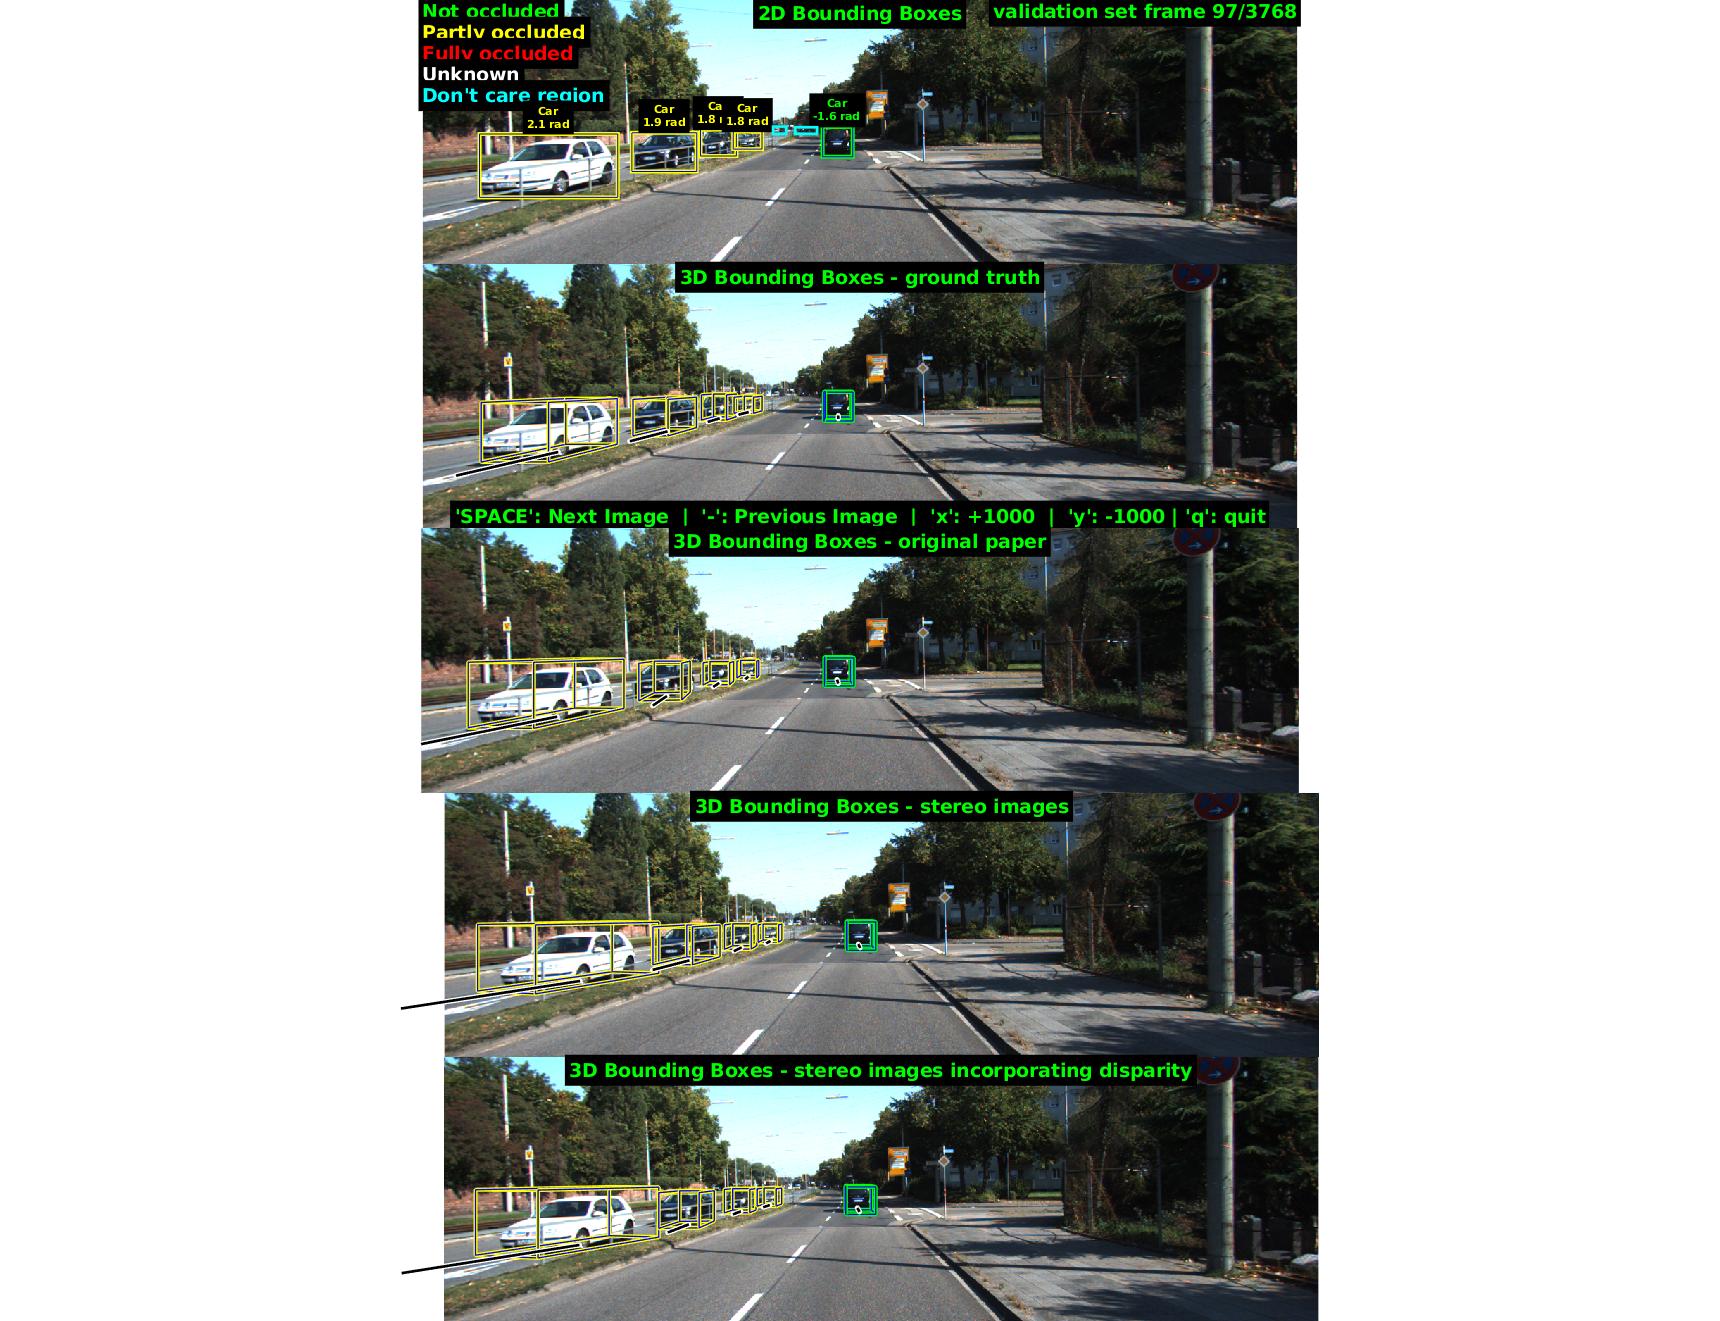 Not occluded
2D Bounding Boxes
validation set frame 97/3768
Partly occluded
Fully occluded
Unknown
Don't care region
Car
2.1 rad
Car
1.9 rad
Ca
1.8
Car
1.8 rad
Car
-1.6 rad
3D Bounding Boxes - ground truth
'SPACE': Next Image | '-': Previous Image | 'x': +1000 | 'y': -1000 | 'q': quit
3D Bounding Boxes - original paper
3D Bounding Boxes - stereo images
3D Bounding Boxes - stereo images incorporating disparity